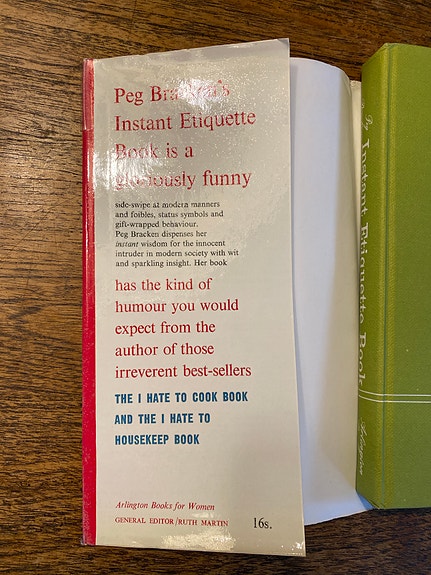 Peg Bracken's
Instant Etiquette
Book is a
gloriously funny
side-swipe at modern manners
and foibles, status symbols and
gift-wrapped behaviour.
Peg Bracken dispenses her
instant wisdom for the innocent
intruder in modern society with wit
and sparkling insight. Her book
has the kind of
humour you would
expect from the
author of those
irreverent best-sellers
THE I HATE TO COOK BOOK
AND THE I HATE TO
HOUSEKEEP BOOK
Arlington Books for Women
GENERAL EDITOR/RUTH MARTIN 16s.
Instant Etiquette Book